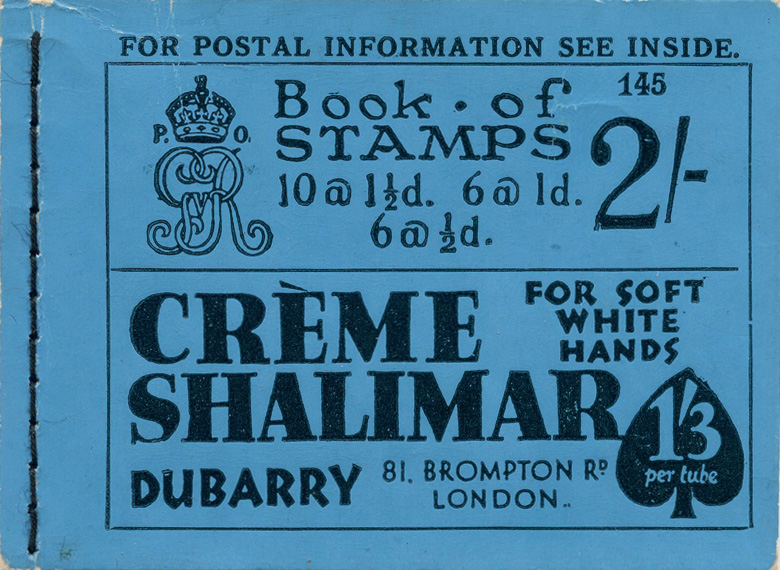 FOR POSTAL INFORMATION SEE INSIDE.
145
Book · of
STAMPS
2/-
P. O.
GR
10 @ 1½d. 6 @ 1d.
6 @ ½d.
CRÈME
SHALIMAR
FOR SOFT
WHITE
HANDS
1/3
per tube
DUBARRY
81, BROMPTON RD
LONDON..